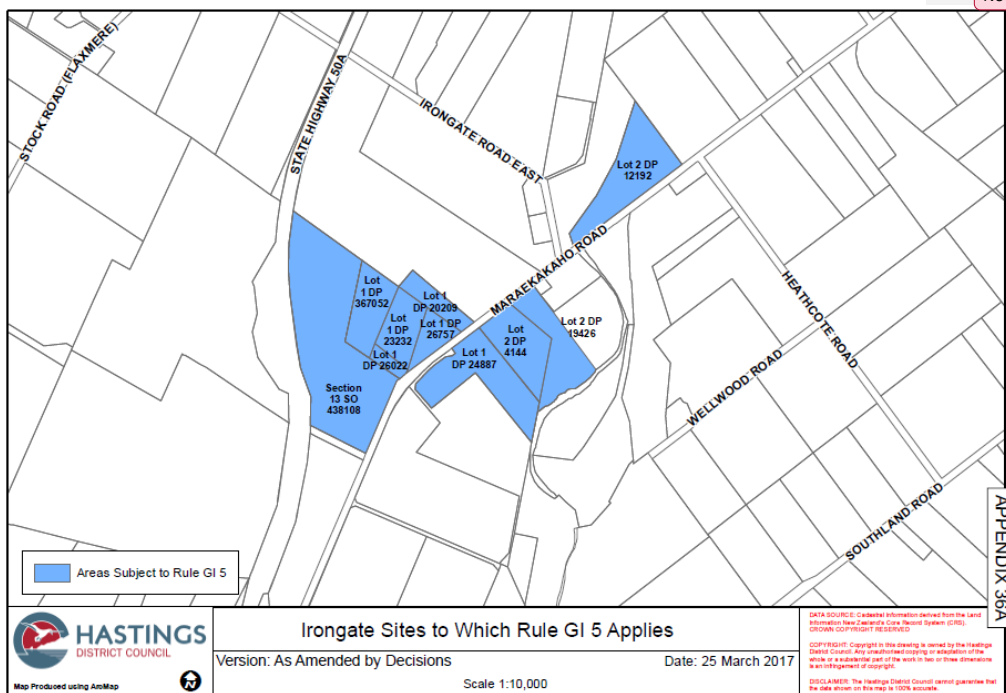 STOCK ROAD (FLAXMERE)
STATE HIGHWAY 50A
IRONGATE ROAD EAST
Lot 2 DP
12192
MARAEKAKAHO ROAD
HEATHCOTE ROAD
Lot
1 DP
367052
Lot 1
DP 20209
Lot
1 DP
23232
Lot 1 DP
26757
Lot 1
DP 26022
Lot
2 DP
4144
Lot 2 DP
19426
Lot 1
DP 24887
Section
13 SO
438108
WELLWOOD ROAD
SOUTHLAND ROAD
APPENDIX 36A
Areas Subject to Rule GI 5
HASTINGS
DISTRICT COUNCIL
Map Produced using ArcMap
Irongate Sites to Which Rule GI 5 Applies
Version: As Amended by Decisions
Date: 25 March 2017
Scale 1:10,000
DATA SOURCE: Cadastral information derived from the Land
Information New Zealand's Core Record System (CRS).
CROWN COPYRIGHT RESERVED
COPYRIGHT: Copyright in this drawing is owned by the Hastings
District Council. Any unauthorised copying or adaptation of the
whole or a substantial part of the work in two or three dimensions
is an infringement of copyright.
DISCLAIMER: The Hastings District Council cannot guarantee that
the data shown on this map is 100% accurate.